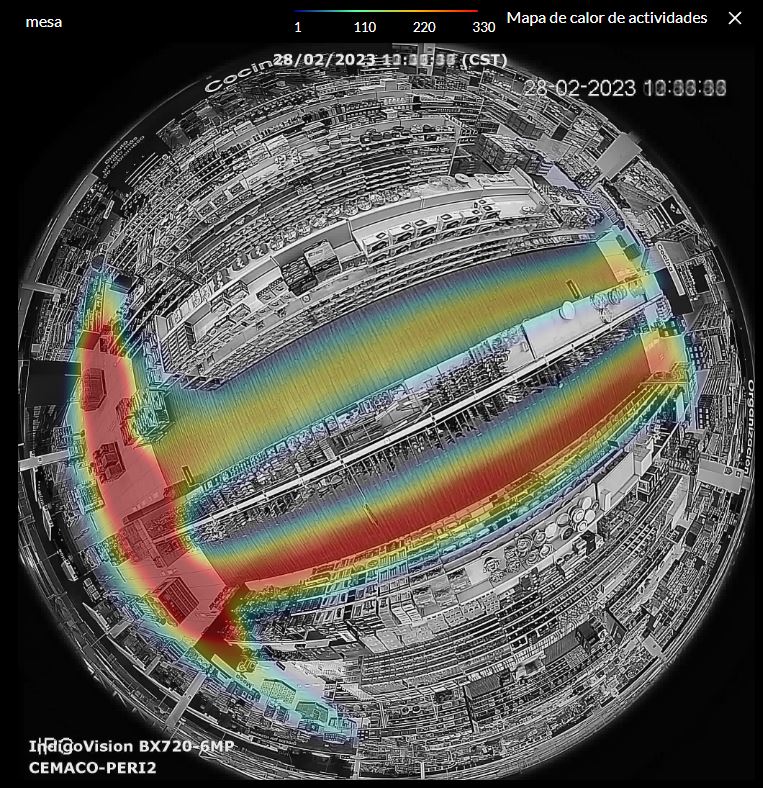 mesa
1 110 220 330
Mapa de calor de actividades
Cocina
28/02/2023 (CST)
28-02-2023
Organización
IndigoVision BX720-6MP
CEMACO-PERI2